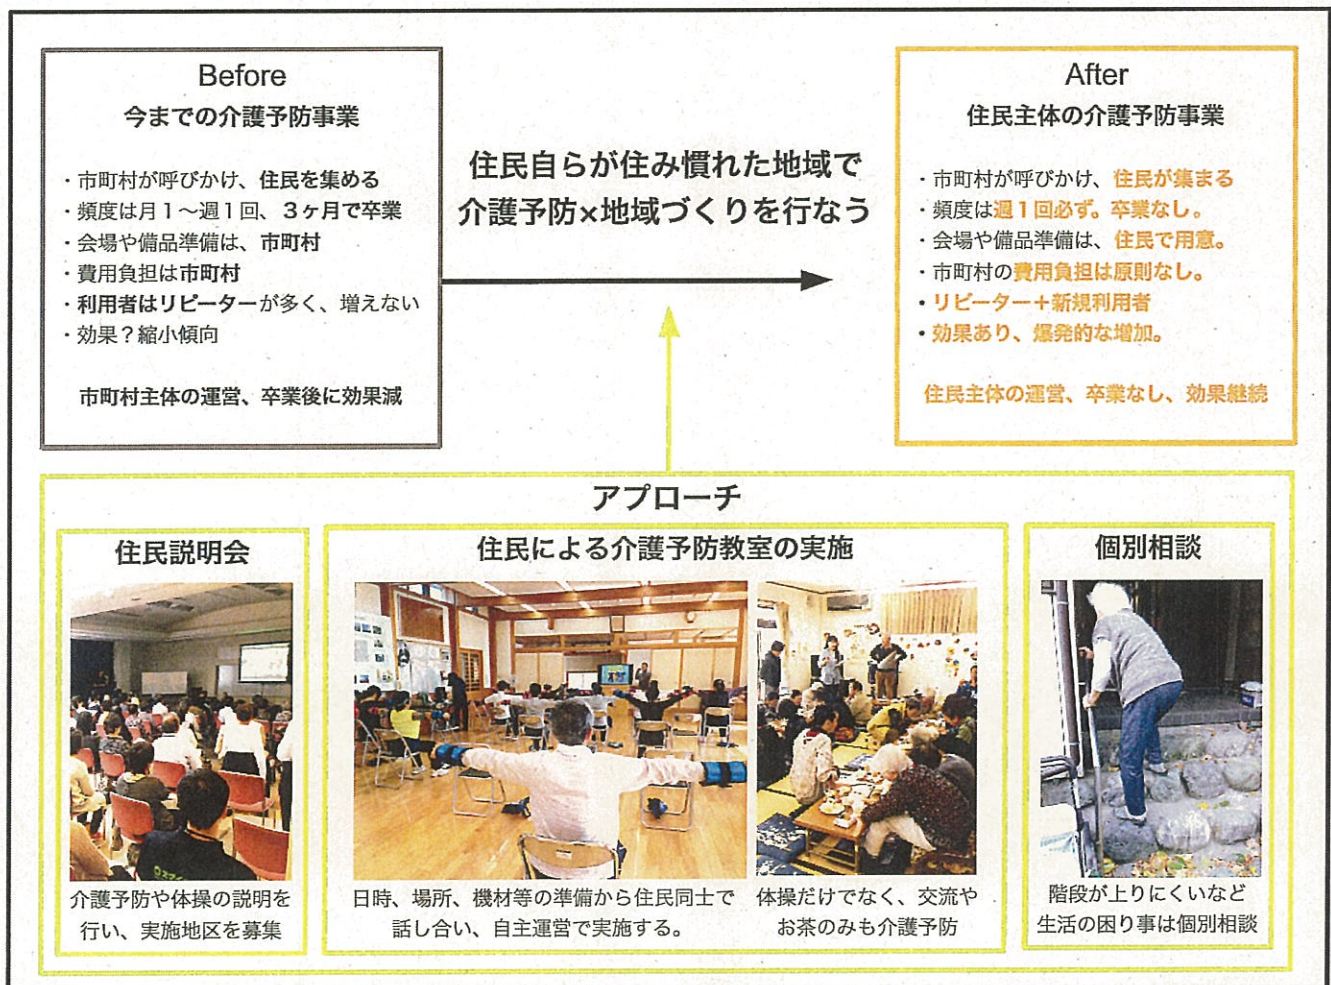 Before
今までの介護予防事業
・市町村が呼びかけ、住民を集める
・頻度は月１〜週１回、３ヶ月で卒業
・会場や備品準備は、市町村
・費用負担は市町村
・利用者はリピーターが多く、増えない
・効果？縮小傾向
市町村主体の運営、卒業後に効果減
住民自らが住み慣れた地域で
介護予防×地域づくりを行なう
After
住民主体の介護予防事業
・市町村が呼びかけ、住民が集まる
・頻度は週１回必ず。卒業なし。
・会場や備品準備は、住民で用意。
・市町村の費用負担は原則なし。
・リピーター＋新規利用者
・効果あり、爆発的な増加。
住民主体の運営、卒業なし、効果継続
アプローチ
住民説明会
介護予防や体操の説明を
行い、実施地区を募集
住民による介護予防教室の実施
日時、場所、機材等の準備から住民同士で
話し合い、自主運営で実施する。
体操だけでなく、交流や
お茶のみも介護予防
個別相談
階段が上りにくいなど
生活の困り事は個別相談